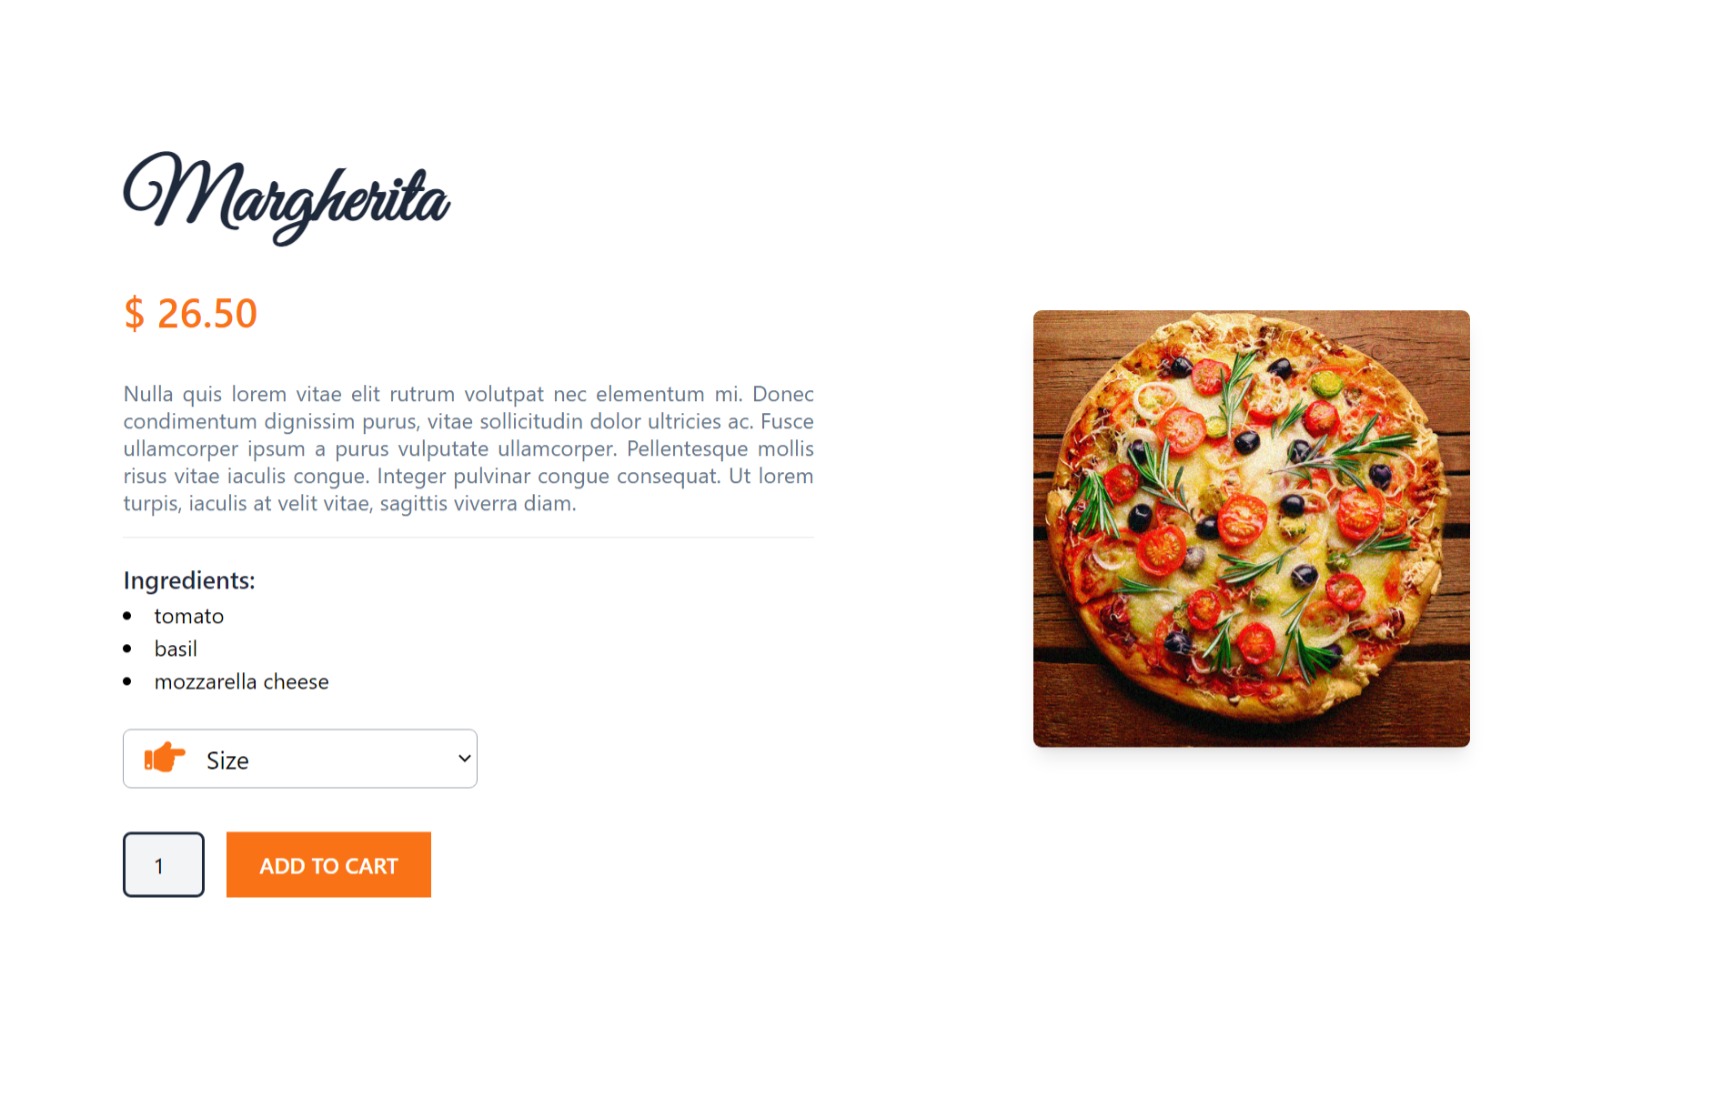 Margherita
$ 26.50
Nulla quis lorem vitae elit rutrum volutpat nec elementum mi. Donec
condimentum dignissim purus, vitae sollicitudin dolor ultricies ac. Fusce
ullamcorper ipsum a purus vulputate ullamcorper. Pellentesque mollis
risus vitae iaculis congue. Integer pulvinar congue consequat. Ut lorem
turpis, iaculis at velit vitae, sagittis viverra diam.
Ingredients:
tomato
basil
mozzarella cheese
Size
1
ADD TO CART